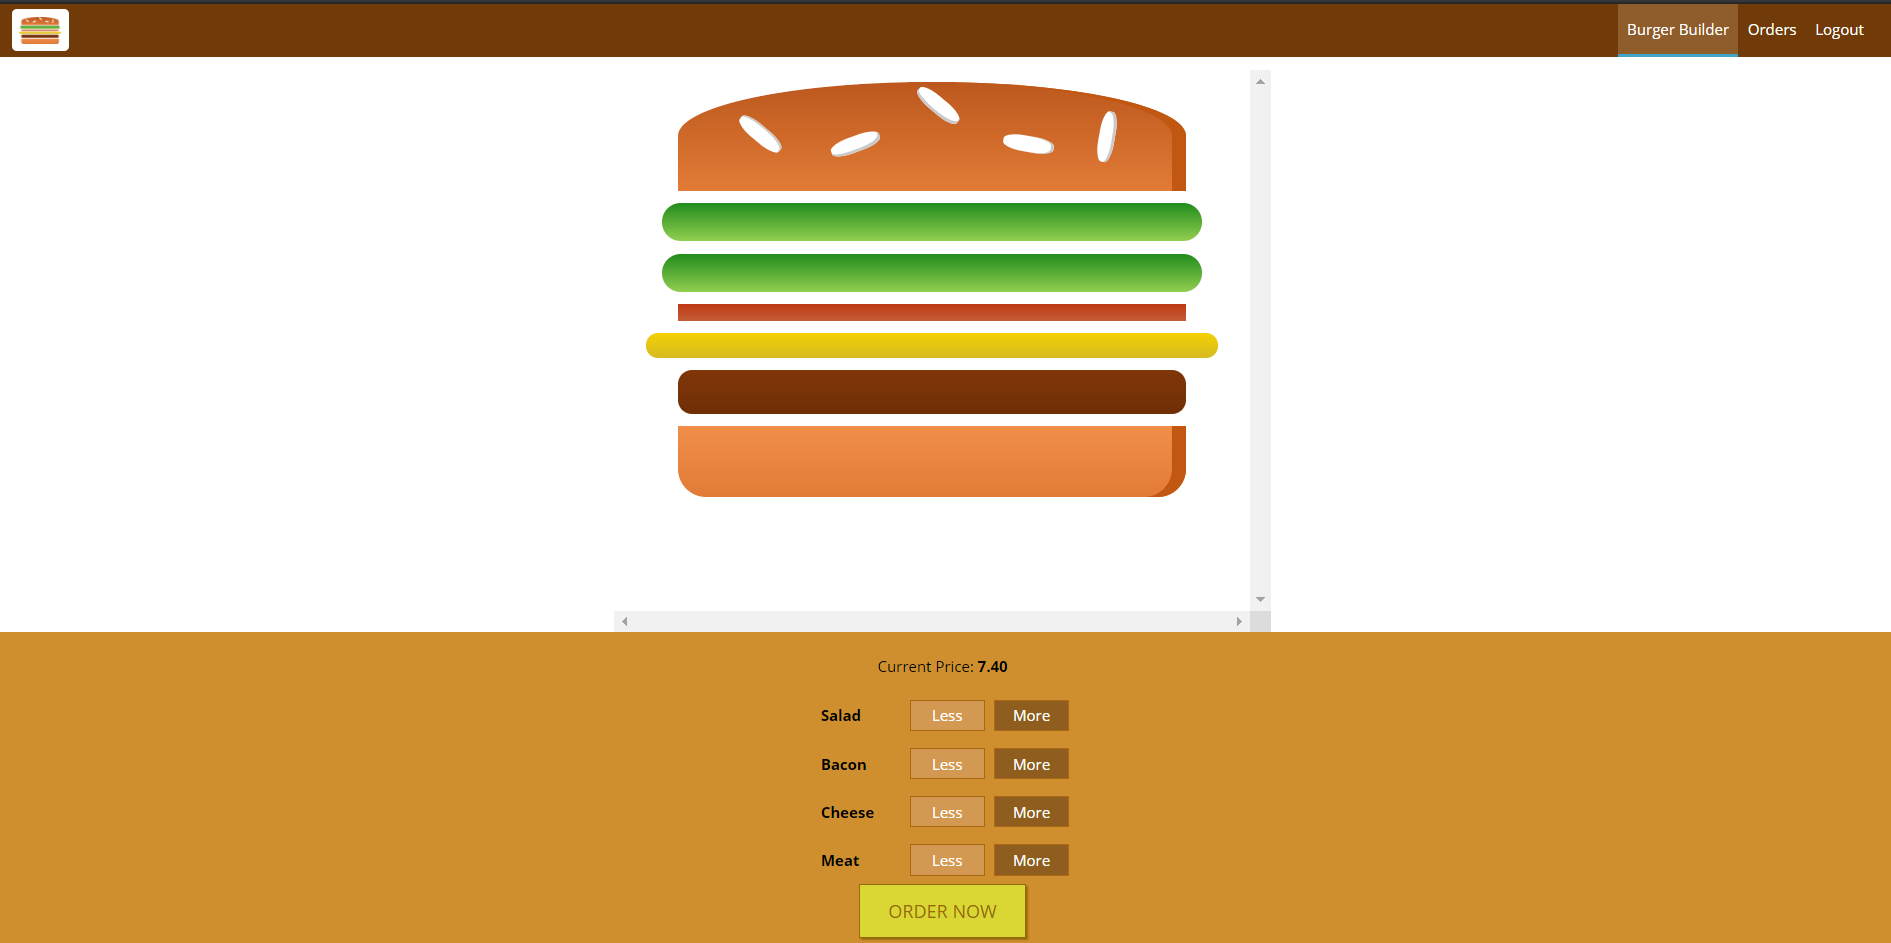 Burger Builder Orders Logout
Current Price: 7.40
Salad Less More
Bacon Less More
Cheese Less More
Meat Less More
ORDER NOW